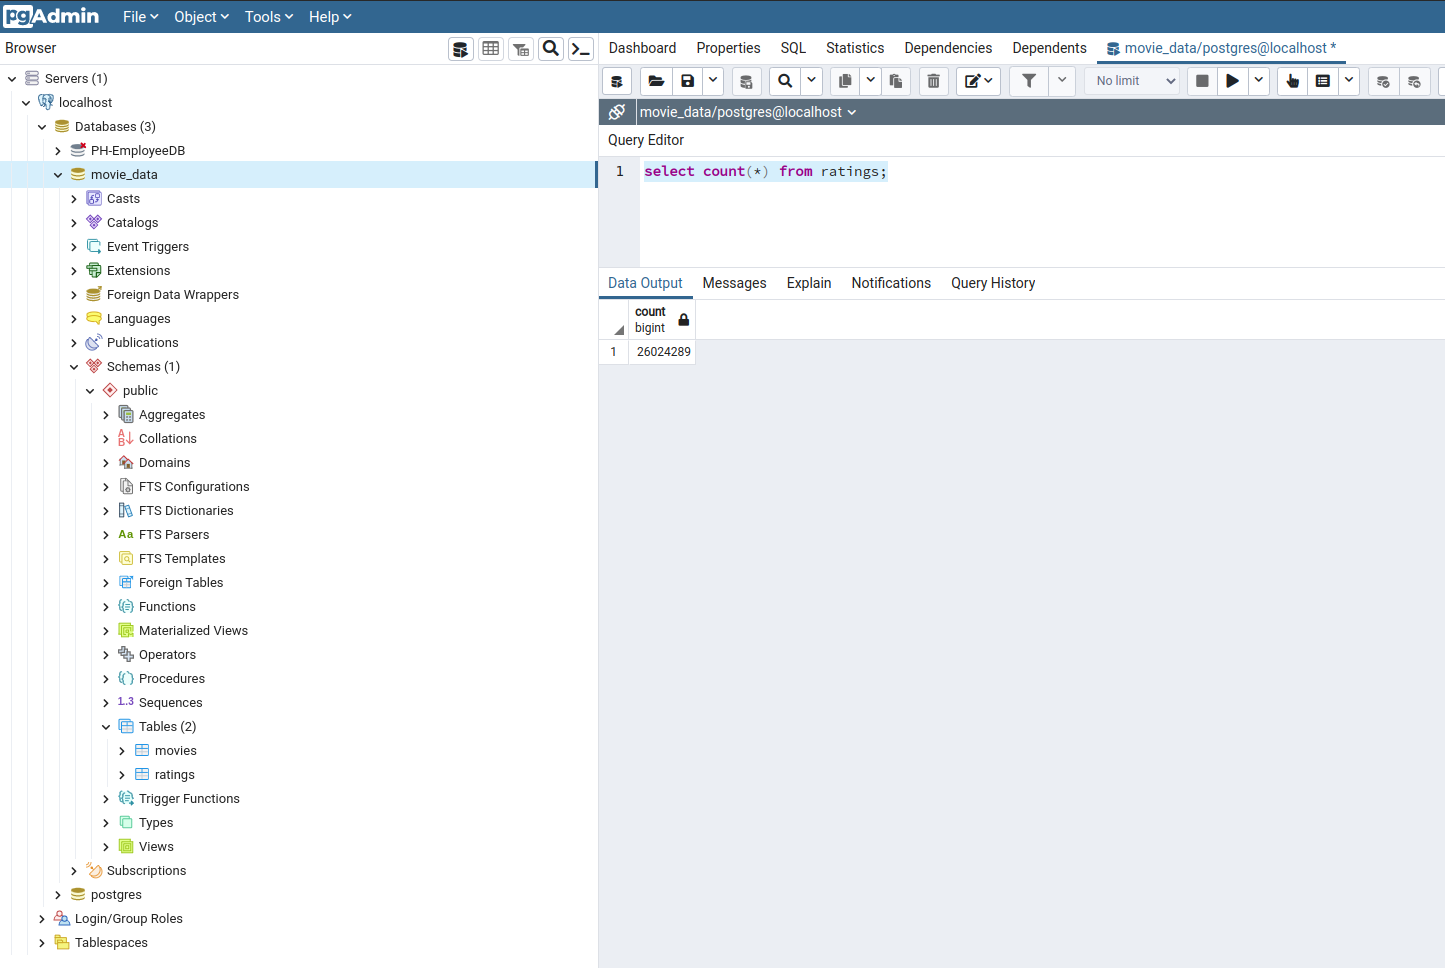 pgAdmin File Object Tools Help
Browser
Dashboard Properties SQL Statistics Dependencies Dependents movie_data/postgres@localhost *
Servers (1)
localhost
Databases (3)
PH-EmployeeDB
movie_data
Casts
Catalogs
Event Triggers
Extensions
Foreign Data Wrappers
Languages
Publications
Schemas (1)
public
Aggregates
Collations
Domains
FTS Configurations
FTS Dictionaries
Aa FTS Parsers
FTS Templates
Foreign Tables
Functions
Materialized Views
Operators
Procedures
1..3 Sequences
Tables (2)
movies
ratings
Trigger Functions
Types
Views
Subscriptions
postgres
Login/Group Roles
Tablespaces
No limit
movie_data/postgres@localhost
Query Editor
1 select count(*) from ratings;
Data Output Messages Explain Notifications Query History
count
bigint
1 26024289